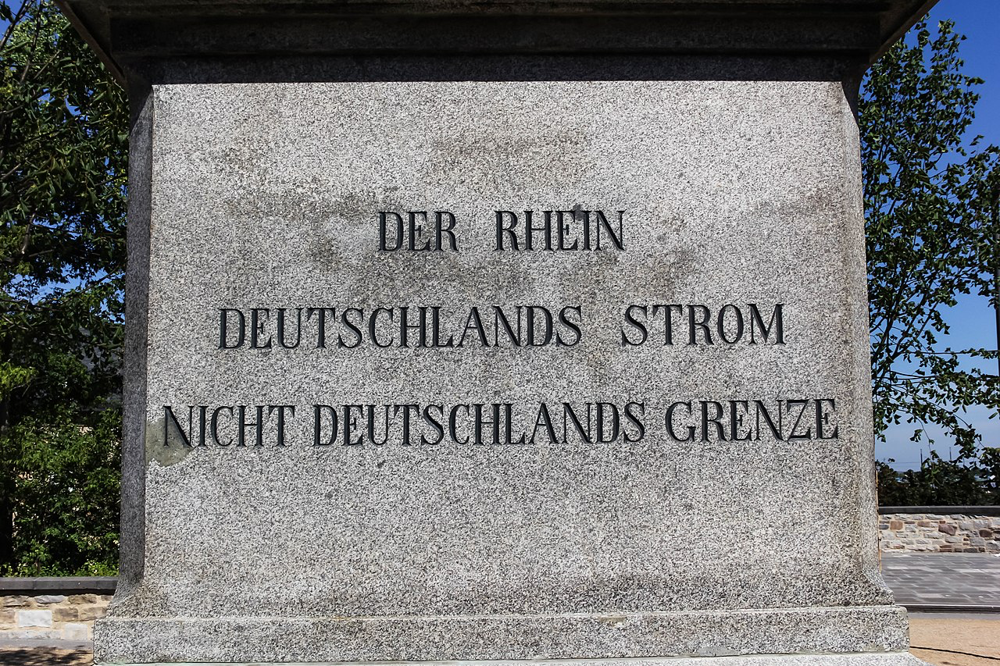 DER RHEIN
DEUTSCHLANDS STROM
NICHT DEUTSCHLANDS GRENZE